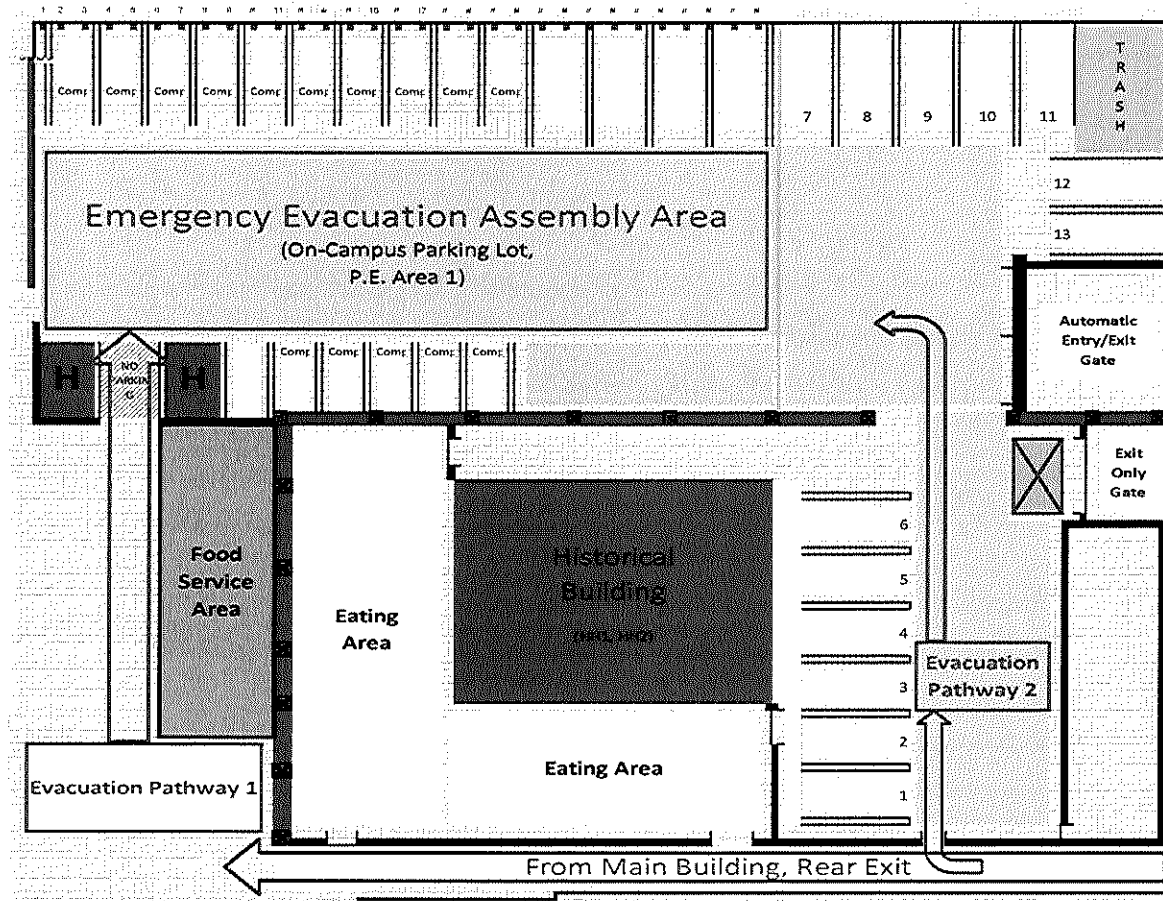 Comp Comp Comp Comp Comp Comp Comp Comp Comp Comp
T
R
A
S
H
7 8 9 10 11
12
13
Emergency Evacuation Assembly Area
(On-Campus Parking Lot,
P.E. Area 1)
Automatic
Entry/Exit
Gate
H
NO
PARKIN
G
H
Comp Comp Comp Comp Comp
Exit
Only
Gate
Food
Service
Area
Eating
Area
Historical
Building
6
5
4
3
2
1
Evacuation
Pathway 2
Evacuation Pathway 1
Eating Area
From Main Building, Rear Exit